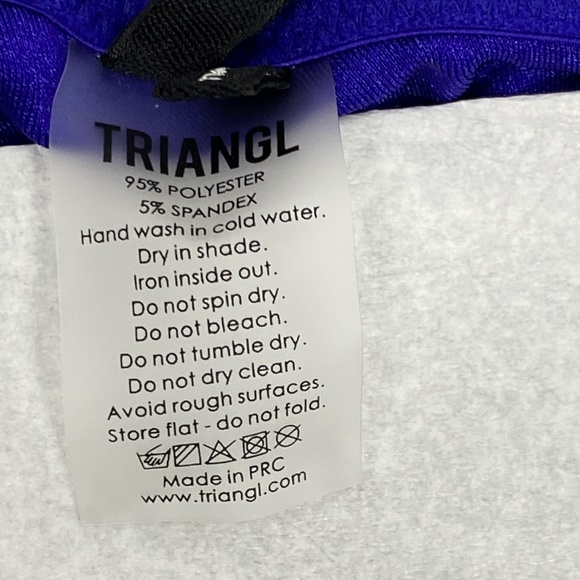 TRIANGL
95% POLYESTER
5% SPANDEX
Hand wash in cold water.
Dry in shade.
Iron inside out.
Do not spin dry.
Do not bleach.
Do not tumble dry.
Do not dry clean.
Avoid rough surfaces.
Store flat - do not fold.
Made in PRC
www.triangl.com